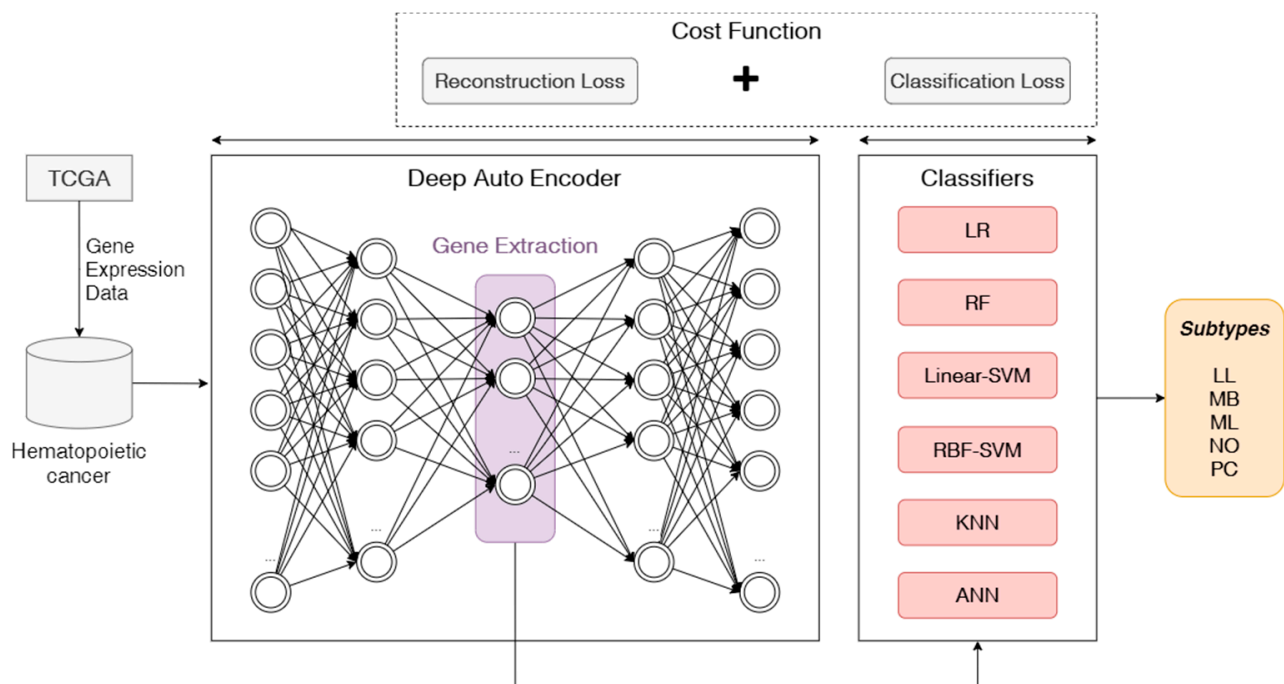 Cost Function
Reconstruction Loss
+
Classification Loss
TCGA
Gene
Expression
Data
Hematopoietic
cancer
Deep Auto Encoder
Gene Extraction
...
...
...
...
...
Classifiers
LR
RF
Linear-SVM
RBF-SVM
KNN
ANN
Subtypes
LL
MB
ML
NO
PC